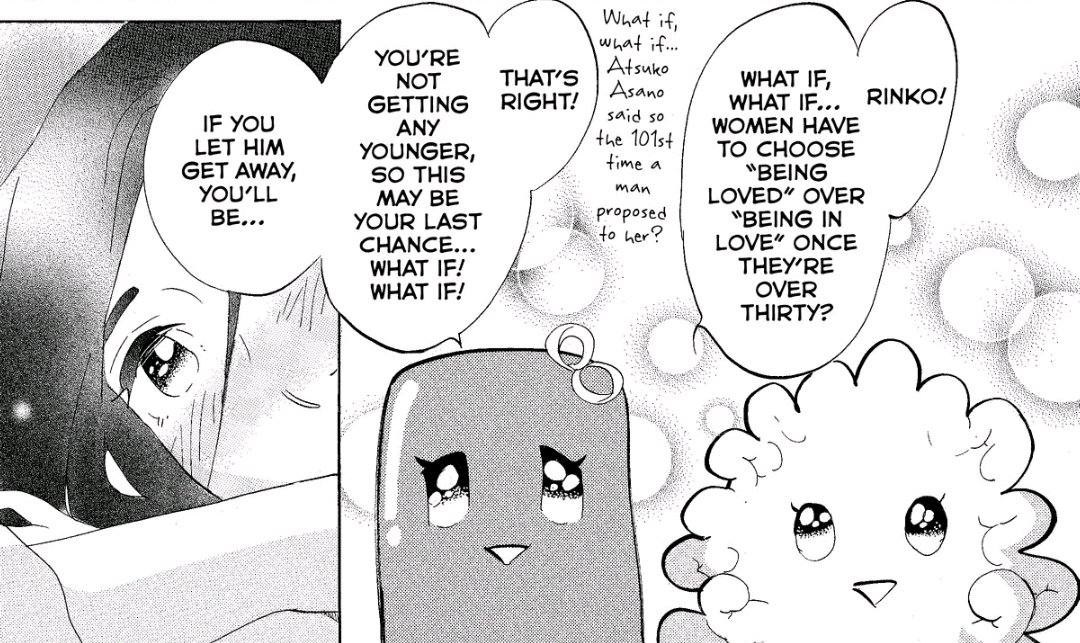 RINKO!
WHAT IF,
WHAT IF...
WOMEN HAVE
TO CHOOSE
“BEING
LOVED” OVER
“BEING IN
LOVE” ONCE
THEY’RE
OVER
THIRTY?
What if,
what if...
Atsuko
Asano
said so
the 101st
time a
man
proposed
to her?
THAT’S
RIGHT!
YOU’RE
NOT
GETTING
ANY
YOUNGER,
SO THIS
MAY BE
YOUR LAST
CHANCE...
WHAT IF!
WHAT IF!
IF YOU
LET HIM
GET AWAY,
YOU’LL
BE...